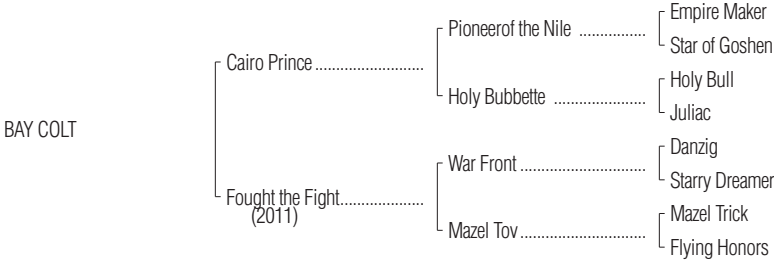 Empire Maker
Pioneerof the Nile ................
Star of Goshen
Cairo Prince ..........................
Holy Bull
Holy Bubbette ......................
Juliac
BAY COLT
Danzig
War Front ..............................
Starry Dreamer
Fought the Fight....................
(2011)
Mazel Trick
Mazel Tov ..............................
Flying Honors